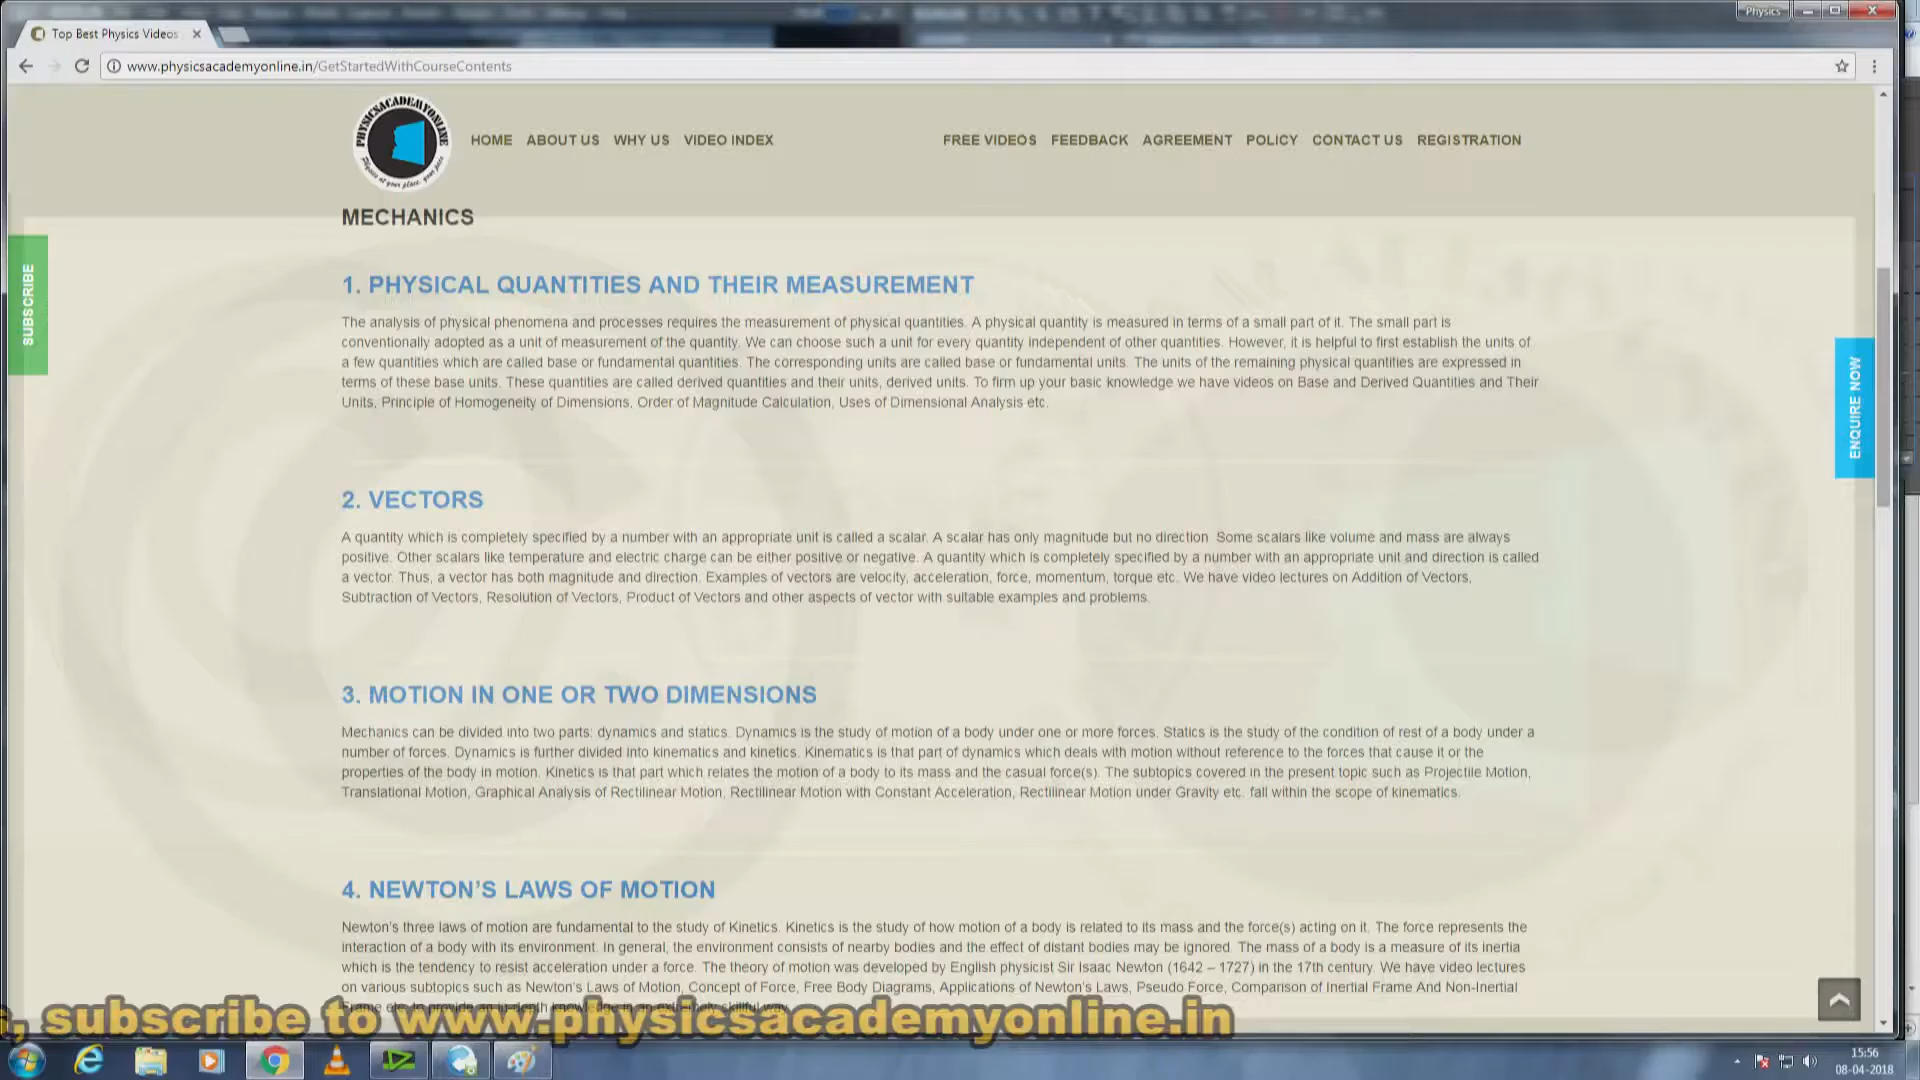 Physics
Top Best Physics Videos
www.physicsacademyonline.in/GetStartedWithCourseContents
PHYSICSACADEMYONLINE
Physics at your place, your pace
HOME ABOUT US WHY US VIDEO INDEX FREE VIDEOS FEEDBACK AGREEMENT POLICY CONTACT US REGISTRATION
MECHANICS
SUBSCRIBE
ENQUIRE NOW
1. PHYSICAL QUANTITIES AND THEIR MEASUREMENT
The analysis of physical phenomena and processes requires the measurement of physical quantities. A physical quantity is measured in terms of a small part of it. The small part is
conventionally adopted as a unit of measurement of the quantity. We can choose such a unit for every quantity independent of other quantities. However, it is helpful to first establish the units of
a few quantities which are called base or fundamental quantities. The corresponding units are called base or fundamental units. The units of the remaining physical quantities are expressed in
terms of these base units. These quantities are called derived quantities and their units, derived units. To firm up your basic knowledge we have videos on Base and Derived Quantities and Their
Units, Principle of Homogeneity of Dimensions, Order of Magnitude Calculation, Uses of Dimensional Analysis etc.
2. VECTORS
A quantity which is completely specified by a number with an appropriate unit is called a scalar. A scalar has only magnitude but no direction. Some scalars like volume and mass are always
positive. Other scalars like temperature and electric charge can be either positive or negative. A quantity which is completely specified by a number with an appropriate unit and direction is called
a vector. Thus, a vector has both magnitude and direction. Examples of vectors are velocity, acceleration, force, momentum, torque etc. We have video lectures on Addition of Vectors,
Subtraction of Vectors, Resolution of Vectors, Product of Vectors and other aspects of vector with suitable examples and problems.
3. MOTION IN ONE OR TWO DIMENSIONS
Mechanics can be divided into two parts: dynamics and statics. Dynamics is the study of motion of a body under one or more forces. Statics is the study of the condition of rest of a body under a
number of forces. Dynamics is further divided into kinematics and kinetics. Kinematics is that part of dynamics which deals with motion without reference to the forces that cause it or the
properties of the body in motion. Kinetics is that part which relates the motion of a body to its mass and the casual force(s). The subtopics covered in the present topic such as Projectile Motion,
Translational Motion, Graphical Analysis of Rectilinear Motion, Rectilinear Motion with Constant Acceleration, Rectilinear Motion under Gravity etc. fall within the scope of kinematics.
4. NEWTON'S LAWS OF MOTION
Newton's three laws of motion are fundamental to the study of Kinetics. Kinetics is the study of how motion of a body is related to its mass and the force(s) acting on it. The force represents the
interaction of a body with its environment. In general, the environment consists of nearby bodies and the effect of distant bodies may be ignored. The mass of a body is a measure of its inertia
which is the tendency to resist acceleration under a force. The theory of motion was developed by English physicist Sir Isaac Newton (1642 – 1727) in the 17th century. We have video lectures
on various subtopics such as Newton's Laws of Motion, Concept of Force, Free Body Diagrams, Applications of Newton's Laws, Pseudo Force, Comparison of Inertial Frame And Non-Inertial
Frame etc. to provide an in-depth knowledge in an extremely skillful way.
, subscribe to www.physicsacademyonline.in
15:56
08-04-2018